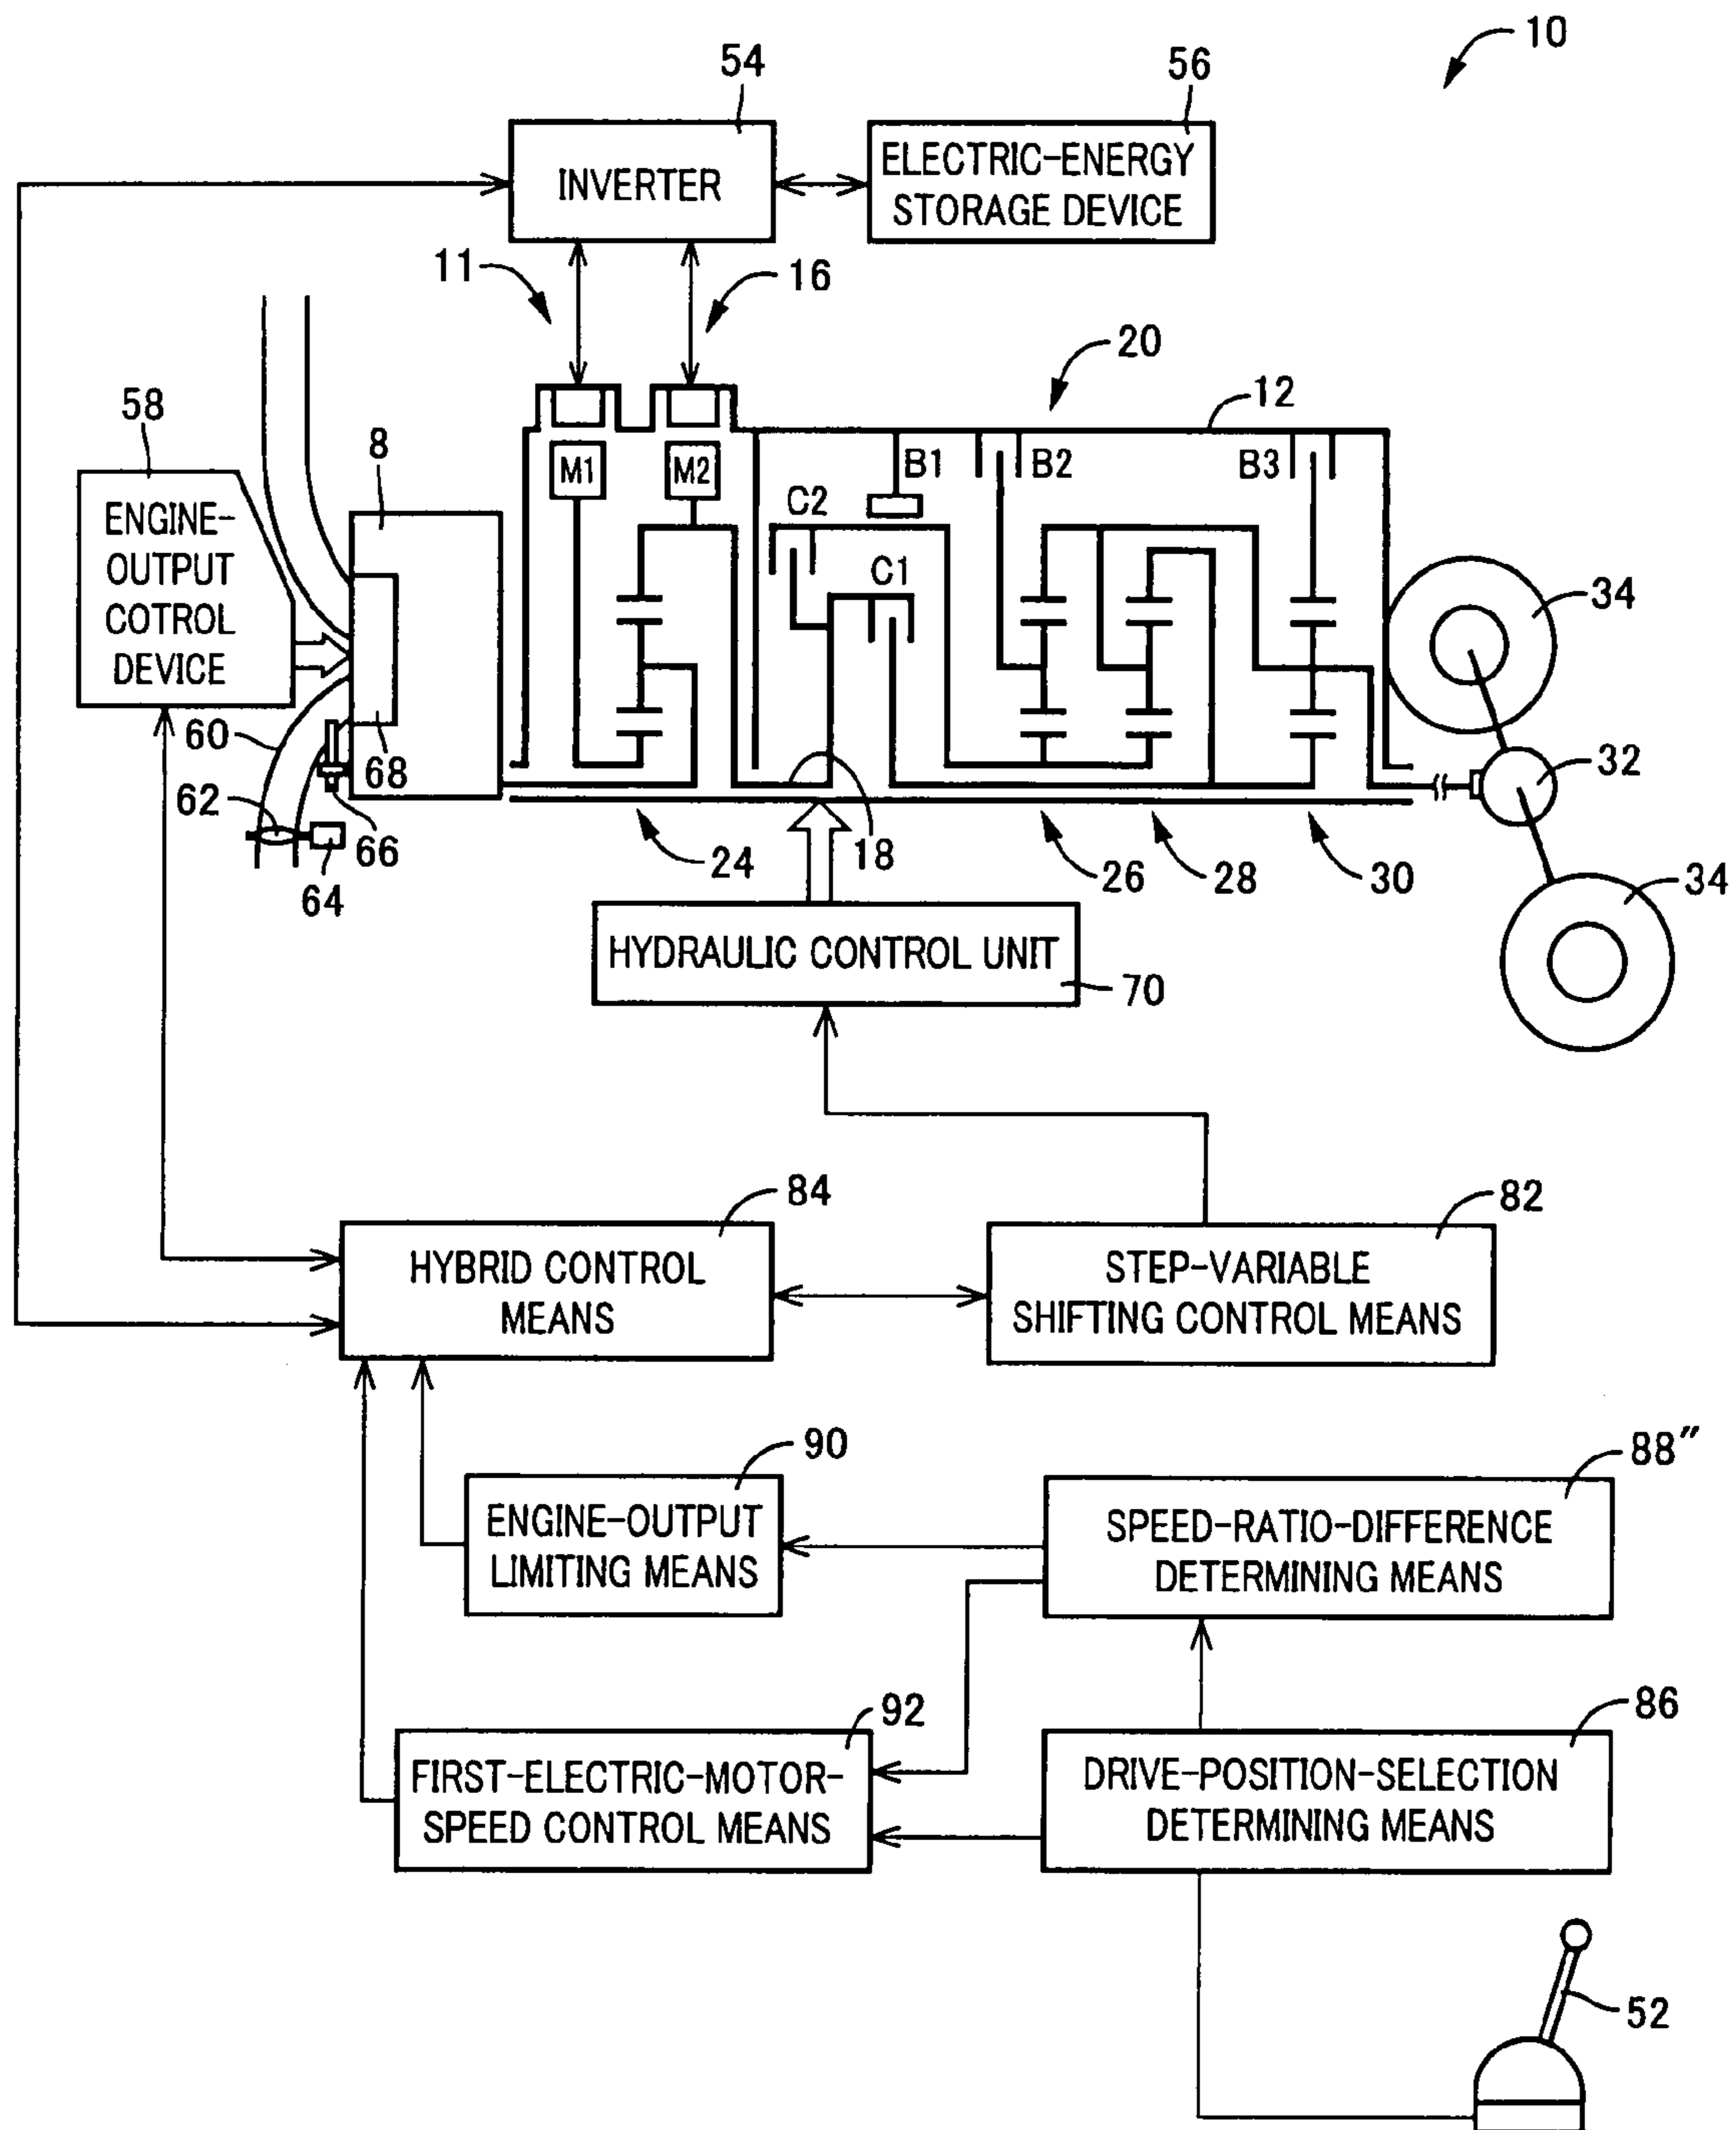 10
54
56
INVERTER
ELECTRIC-ENERGY
STORAGE DEVICE
11
16
20
12
58
8
ENGINE-
OUTPUT
COTROL
DEVICE
M1
M2
B1
B2
B3
C2
C1
34
32
34
60
68
62
66
64
24
18
26
28
30
HYDRAULIC CONTROL UNIT
70
84
82
HYBRID CONTROL
MEANS
STEP-VARIABLE
SHIFTING CONTROL MEANS
90
88"
ENGINE-OUTPUT
LIMITING MEANS
SPEED-RATIO-DIFFERENCE
DETERMINING MEANS
92
86
FIRST-ELECTRIC-MOTOR-
SPEED CONTROL MEANS
DRIVE-POSITION-SELECTION
DETERMINING MEANS
52